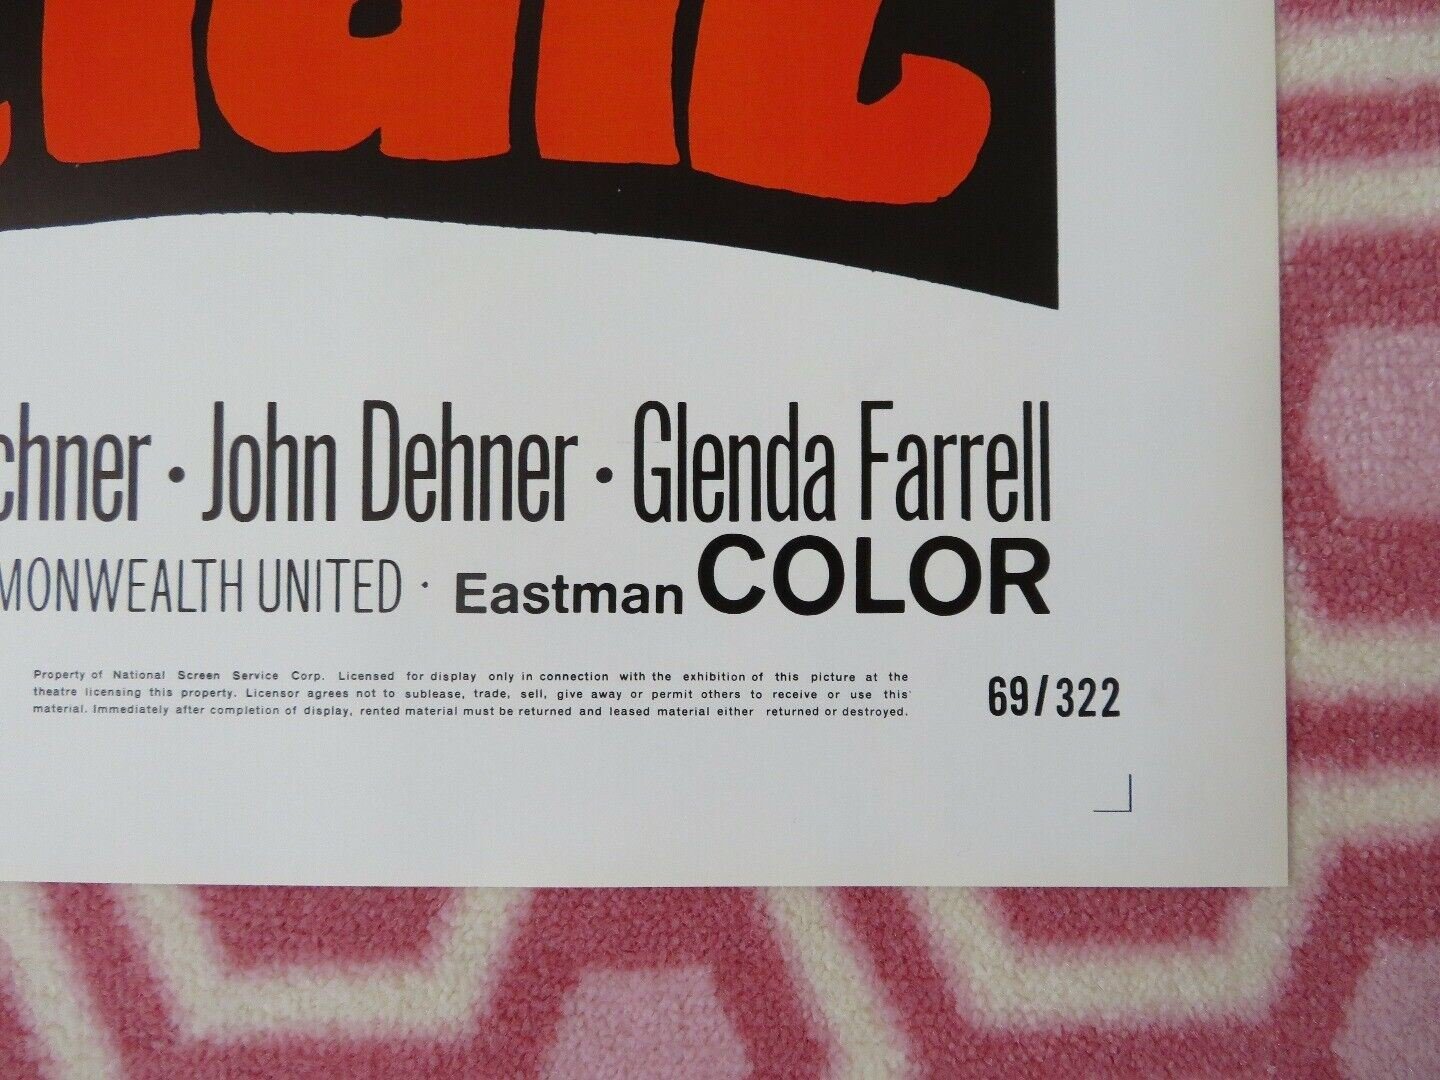 chner · John Dehner · Glenda Farrell
MONWEALTH UNITED · Eastman COLOR
Property of National Screen Service Corp. Licensed for display only in connection with the exhibition of this picture at the
theatre licensing this property. Licensor agrees not to sublease, trade, sell, give away or permit others to receive or use this
material. Immediately after completion of display, rented material must be returned and leased material either returned or destroyed.
69/322